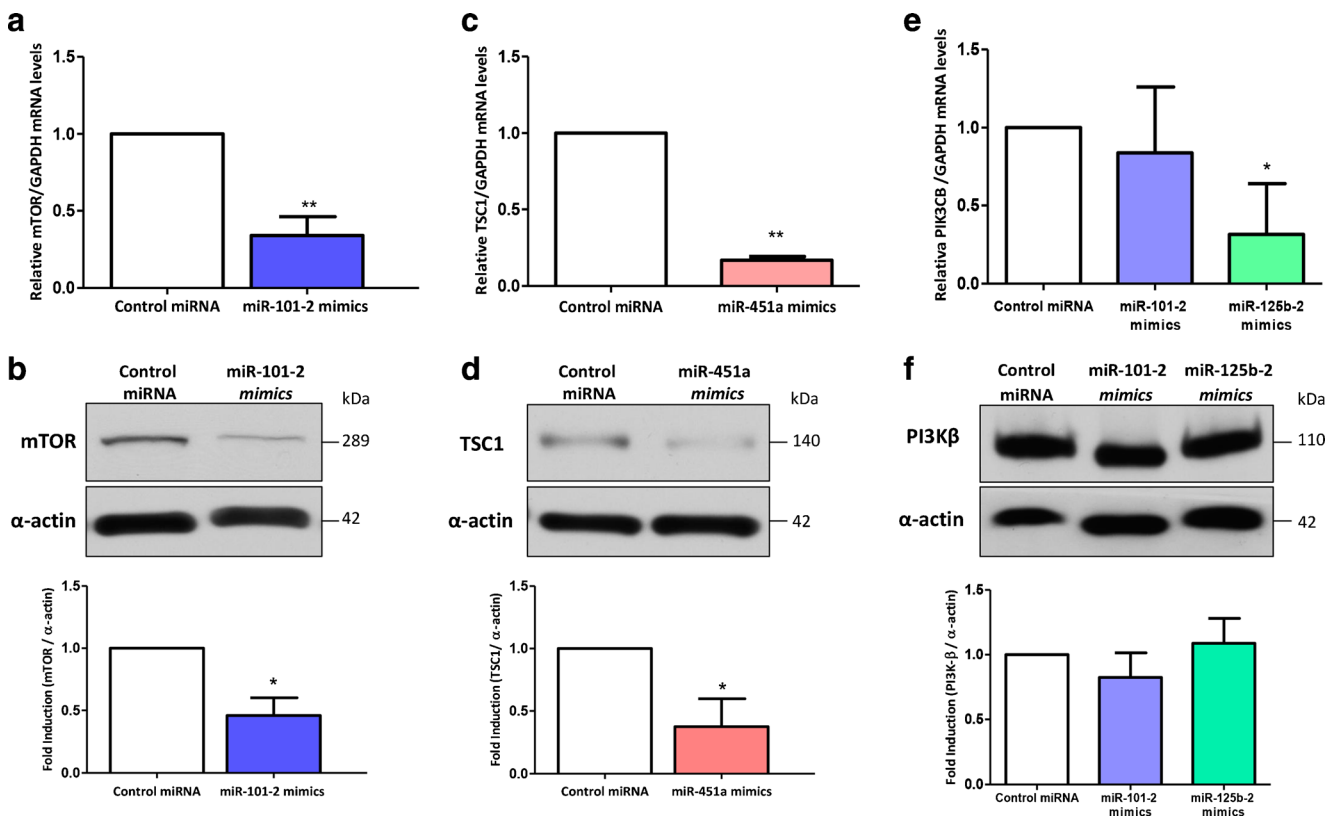 a
Relative mTOR/GAPDH mRNA levels
1.5
1.0
0.5
0.0
**
Control miRNA
miR-101-2 mimics
c
Relative TSC1/GAPDH mRNA levels
1.5
1.0
0.5
0.0
**
Control miRNA
miR-451a mimics
e
Relativa PIK3CB /GAPDH mRNA levels
1.5
1.0
0.5
0.0
*
Control miRNA
miR-101-2
mimics
miR-125b-2
mimics
b
Control
miRNA
miR-101-2
mimics
kDa
mTOR
289
α-actin
42
Fold Induction (mTOR / α-actin)
1.5
1.0
0.5
0.0
*
Control miRNA
miR-101-2 mimics
d
Control
miRNA
miR-451a
mimics
kDa
TSC1
140
α-actin
42
Fold Induction (TSC1/ α-actin)
1.5
1.0
0.5
0.0
*
Control miRNA
miR-451a mimics
f
Control
miRNA
miR-101-2
mimics
miR-125b-2
mimics
kDa
PI3Kβ
110
α-actin
42
Fold Induction (PI3K-β / α-actin)
1.5
1.0
0.5
0.0
Control miRNA
miR-101-2
mimics
miR-125b-2
mimics